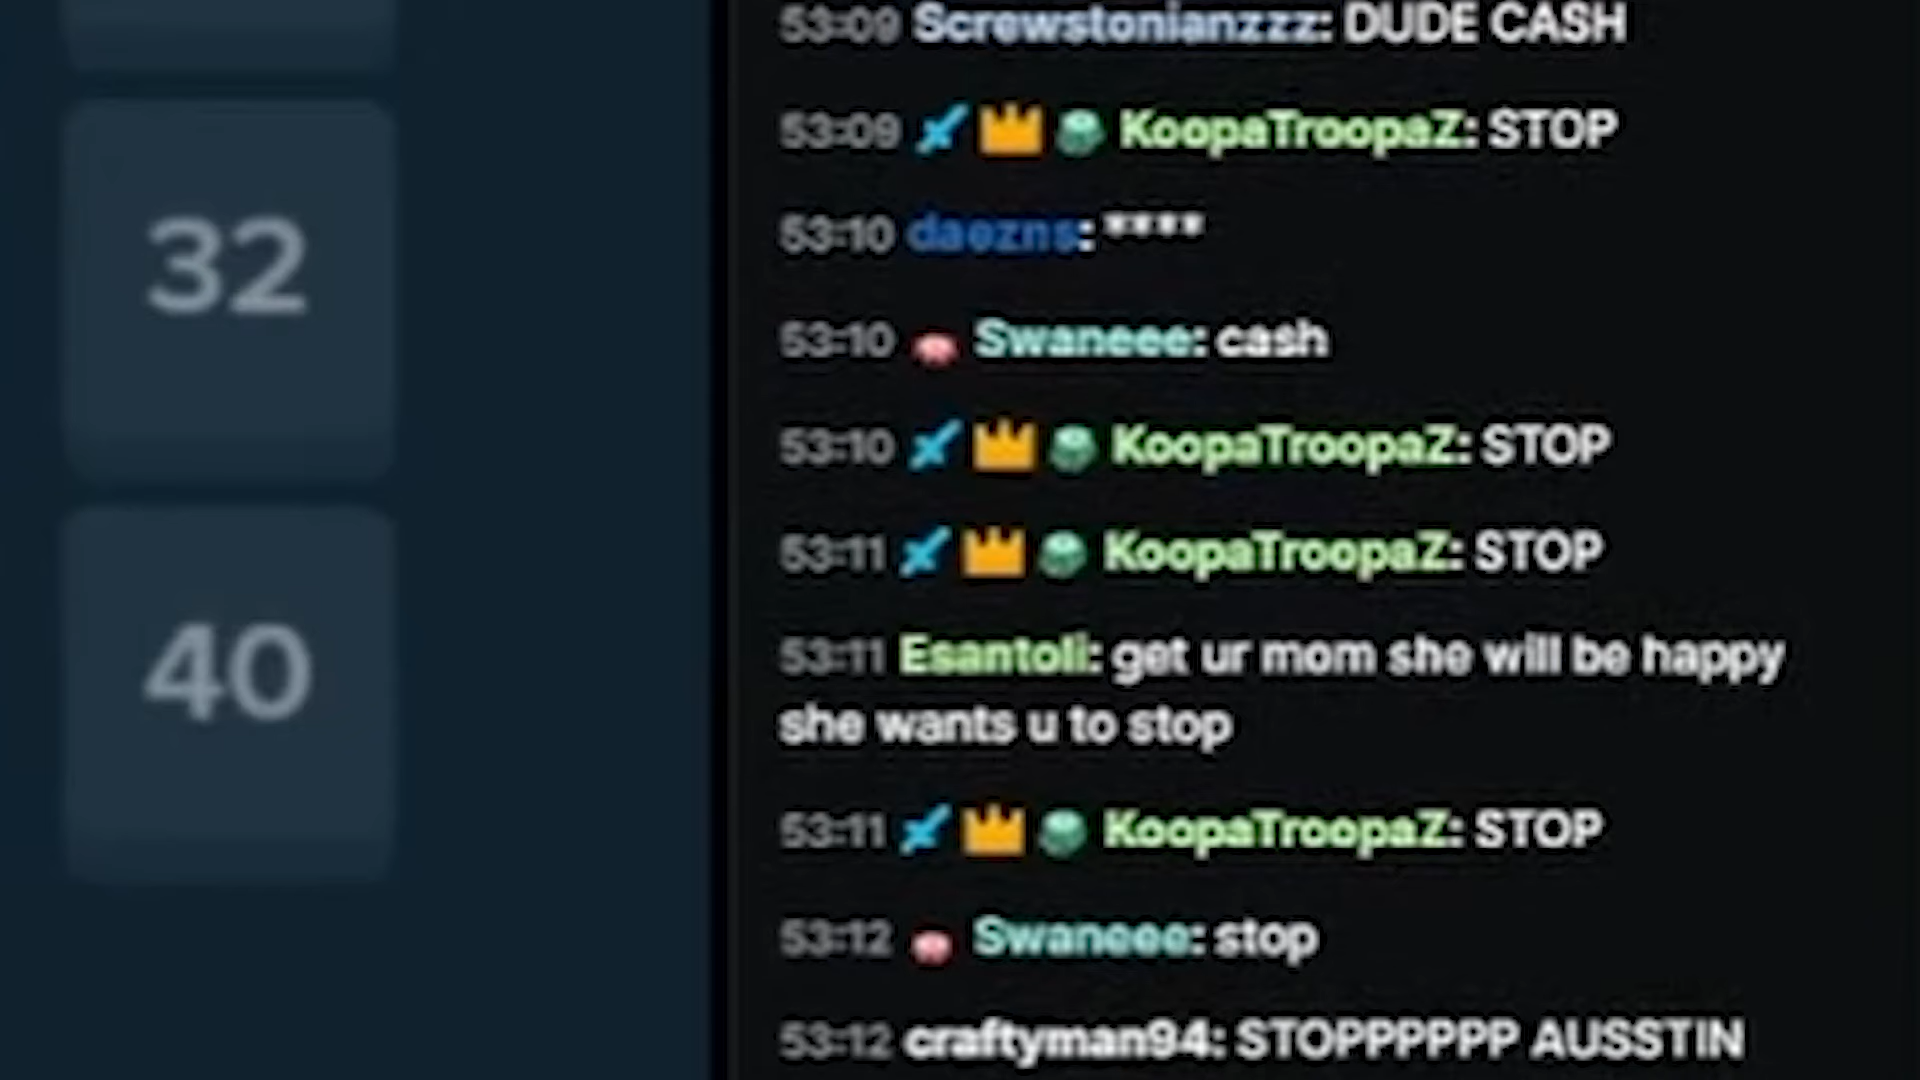 32
40
53:09 Screwstonianzzz: DUDE CASH
53:09 KoopaTroopaZ: STOP
53:10 daezns: ****
53:10 Swaneee: cash
53:10 KoopaTroopaZ: STOP
53:11 KoopaTroopaZ: STOP
53:11 Esantoli: get ur mom she will be happy
she wants u to stop
53:11 KoopaTroopaZ: STOP
53:12 Swaneee: stop
53:12 craftyman94: STOPPPPPP AUSSTIN